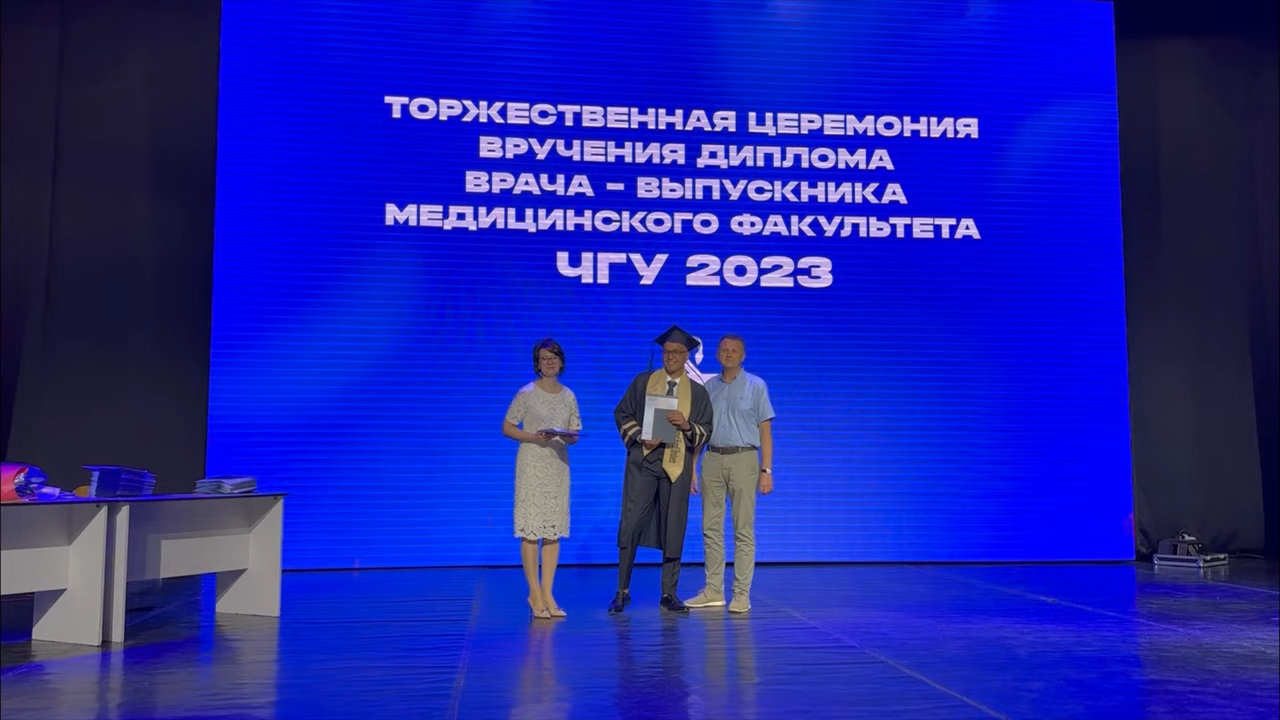 ТОРЖЕСТВЕННАЯ ЦЕРЕМОНИЯ
ВРУЧЕНИЯ ДИПЛОМА
ВРАЧА - ВЫПУСКНИКА
МЕДИЦИНСКОГО ФАКУЛЬТЕТА
ЧГУ 2023